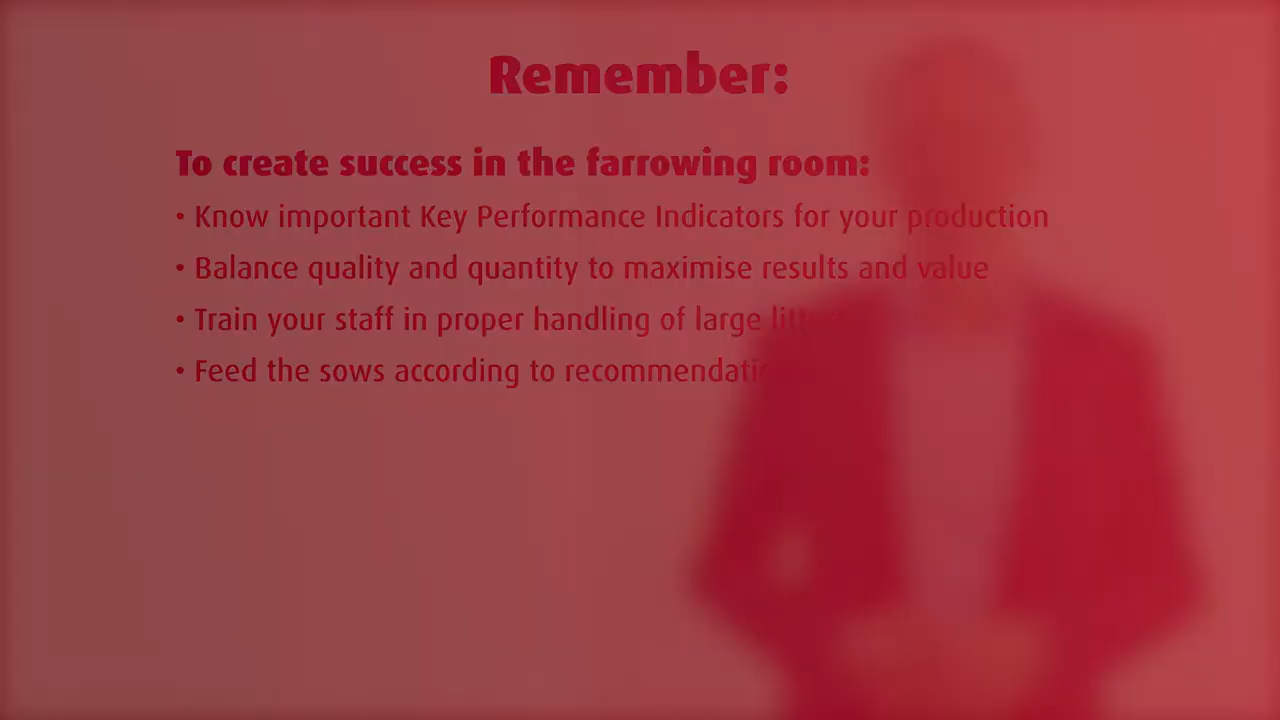 Remember:
To create success in the farrowing room:
• Know important Key Performance Indicators for your production
• Balance quality and quantity to maximise results and value
• Train your staff in proper handling of large
• Feed the sows according to